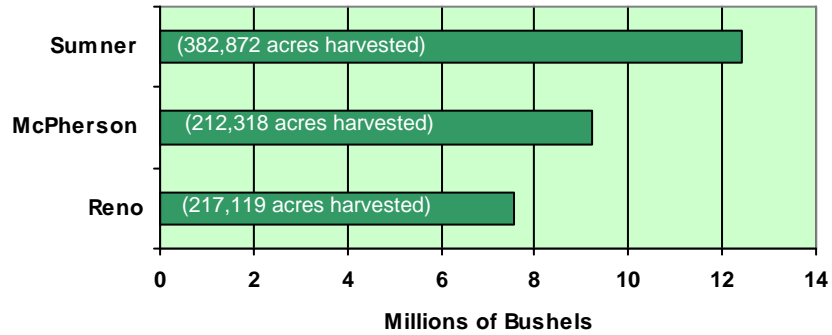 Sumner
(382,872 acres harvested)
McPherson
(212,318 acres harvested)
Reno
(217,119 acres harvested)
0 2 4 6 8 10 12 14
Millions of Bushels